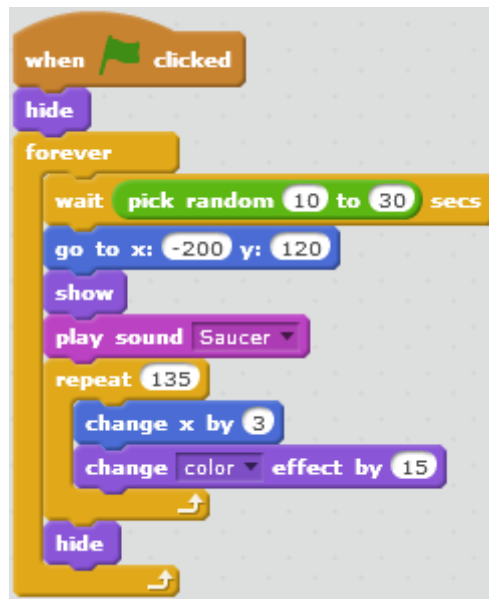 when clicked
hide
forever
wait pick random 10 to 30 secs
go to x: -200 y: 120
show
play sound Saucer
repeat 135
change x by 3
change color effect by 15
hide